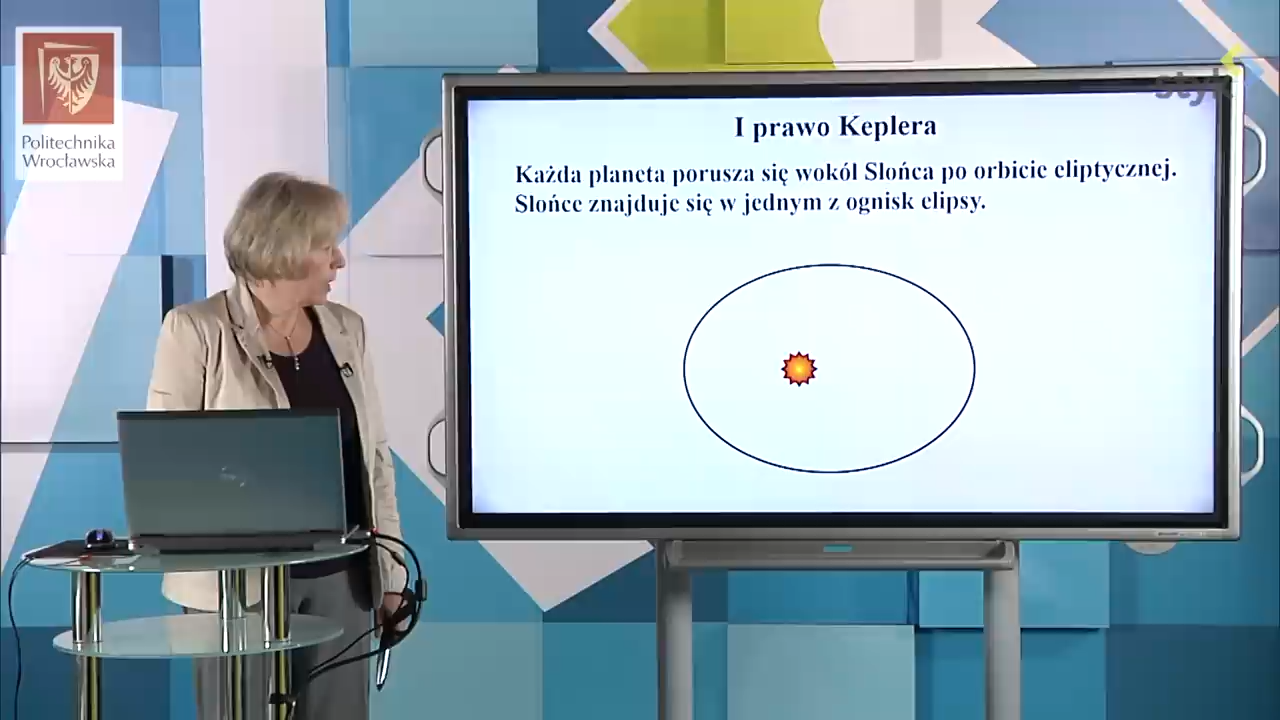 Politechnika
Wrocławska
I prawo Keplera
Każda planeta porusza się wokół Słońca po orbicie eliptycznej.
Słońce znajduje się w jednym z ognisk elipsy.